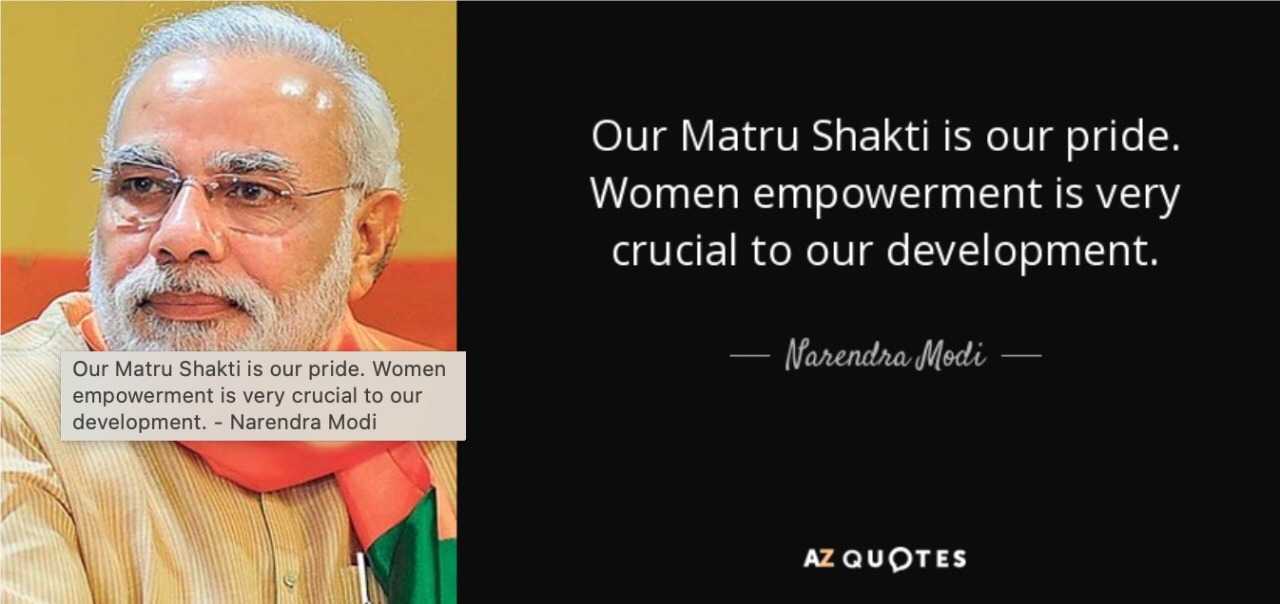 Our Matru Shakti is our pride.
Women empowerment is very
crucial to our development.
Narendra Modi
Our Matru Shakti is our pride. Women
empowerment is very crucial to our
development. - Narendra Modi
AZ QUOTES